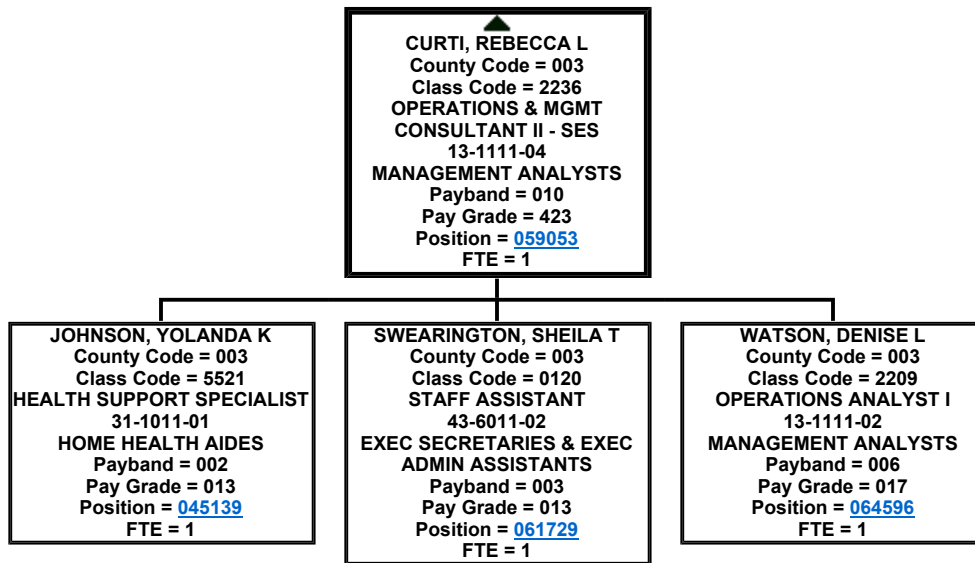 CURTI, REBECCA L
County Code = 003
Class Code = 2236
OPERATIONS & MGMT
CONSULTANT II - SES
13-1111-04
MANAGEMENT ANALYSTS
Payband = 010
Pay Grade = 423
Position = 059053
FTE = 1
JOHNSON, YOLANDA K
County Code = 003
Class Code = 5521
HEALTH SUPPORT SPECIALIST
31-1011-01
HOME HEALTH AIDES
Payband = 002
Pay Grade = 013
Position = 045139
FTE = 1
SWEARINGTON, SHEILA T
County Code = 003
Class Code = 0120
STAFF ASSISTANT
43-6011-02
EXEC SECRETARIES & EXEC
ADMIN ASSISTANTS
Payband = 003
Pay Grade = 013
Position = 061729
FTE = 1
WATSON, DENISE L
County Code = 003
Class Code = 2209
OPERATIONS ANALYST I
13-1111-02
MANAGEMENT ANALYSTS
Payband = 006
Pay Grade = 017
Position = 064596
FTE = 1